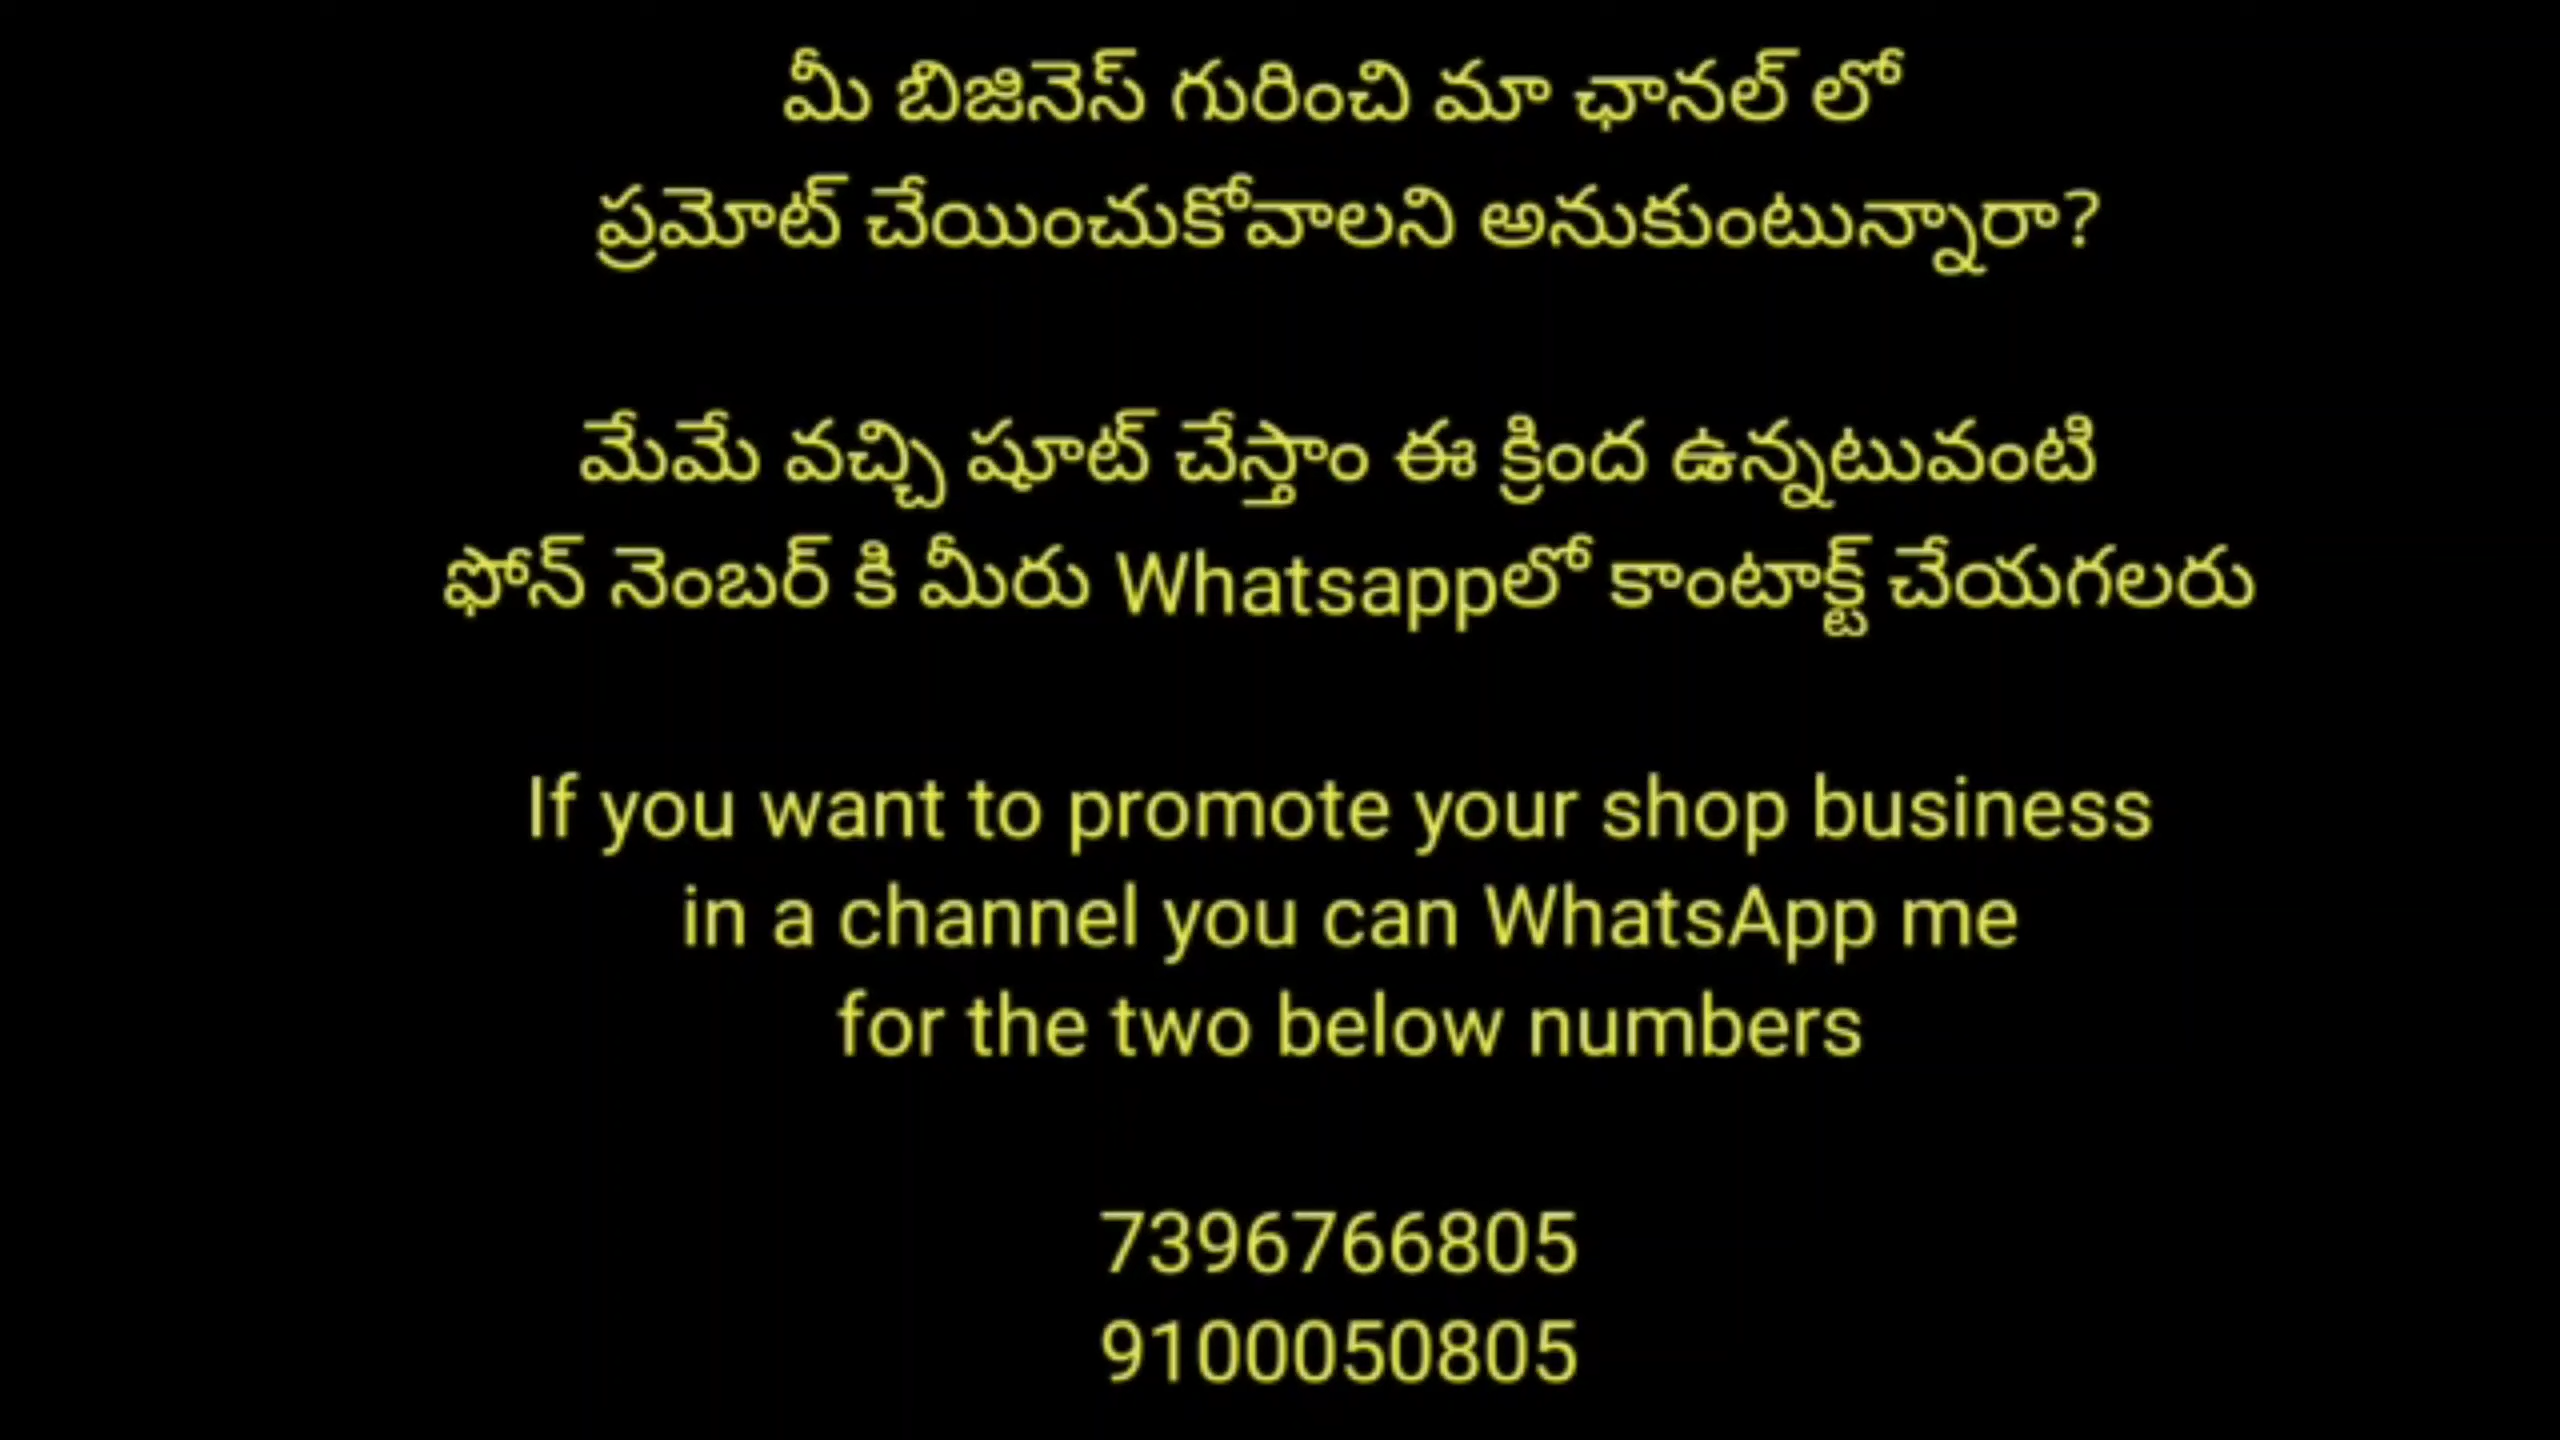 మీ బిజినెస్ గురించి మా ఛానల్ లో
ప్రమోట్ చేయించుకోవాలని అనుకుంటున్నారా?
మేమే వచ్చి షూట్ చేస్తాం ఈ క్రింద ఉన్నటువంటి
ఫోన్ నెంబర్ కి మీరు Whatsappలో కాంటాక్ట్ చేయగలరు
If you want to promote your shop business
in a channel you can WhatsApp me
for the two below numbers
7396766805
9100050805